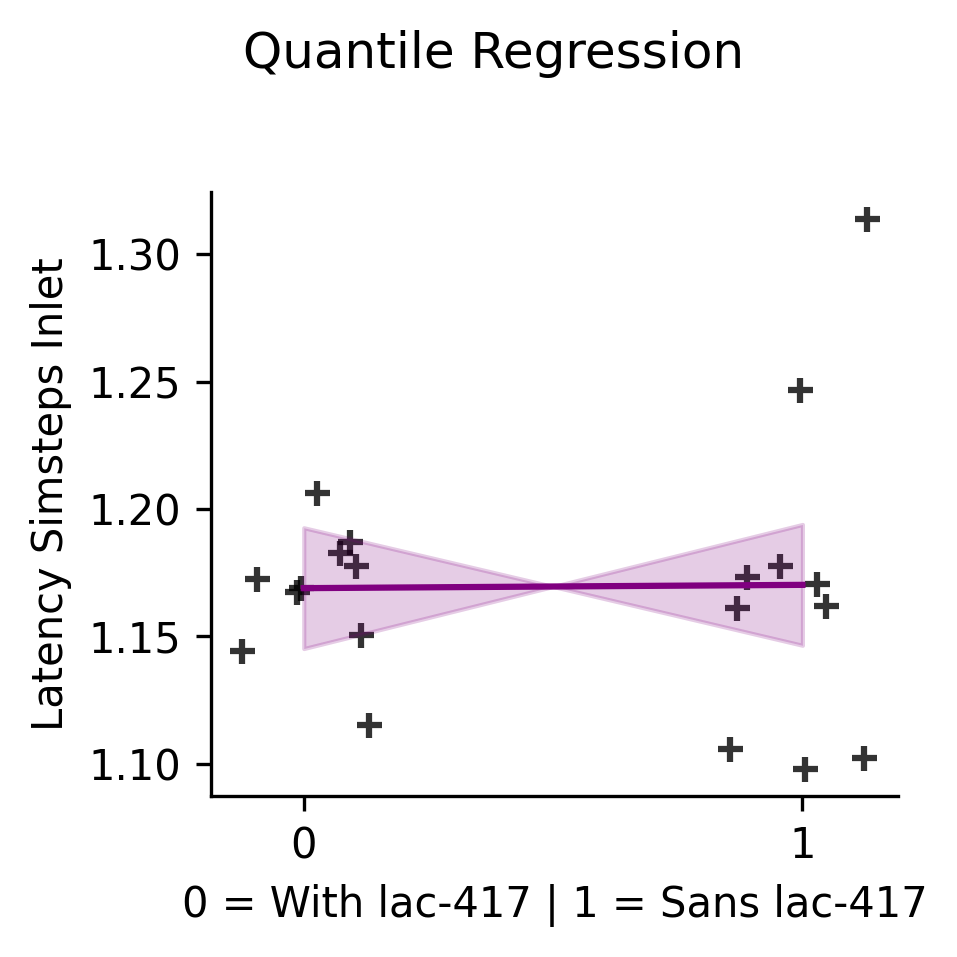 Quantile Regression
Latency Simsteps Inlet
1.30
1.25
1.20
1.15
1.10
0
1
0 = With lac-417 | 1 = Sans lac-417